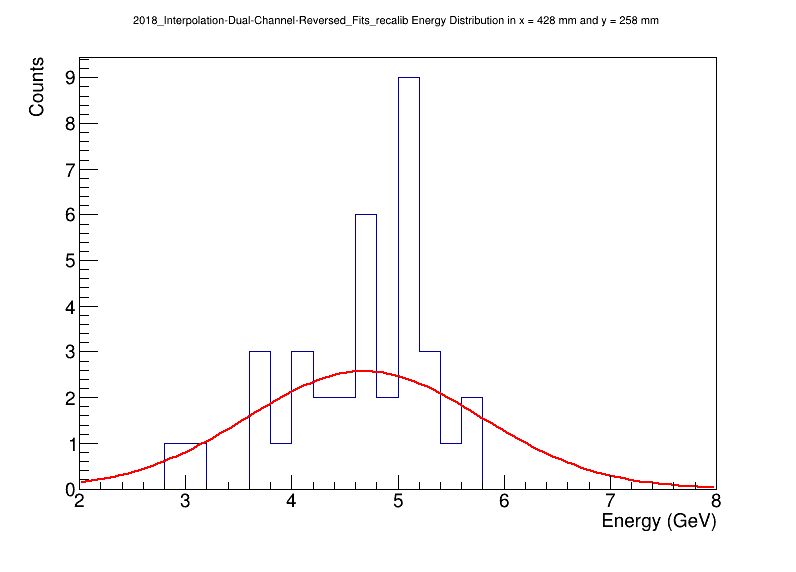 2018_Interpolation-Dual-Channel-Reversed_Fits_recalib Energy Distribution in x = 428 mm and y = 258 mm
Counts
9
8
7
6
5
4
3
2
1
0
2 3 4 5 6 7 8
Energy (GeV)